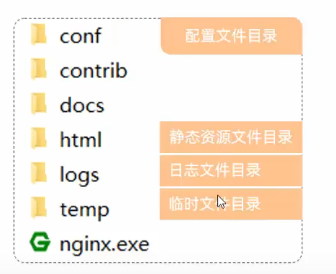 conf 配置文件目录
contrib
docs
html 静态资源文件目录
logs 日志文件目录
temp 临时文件目录
nginx.exe